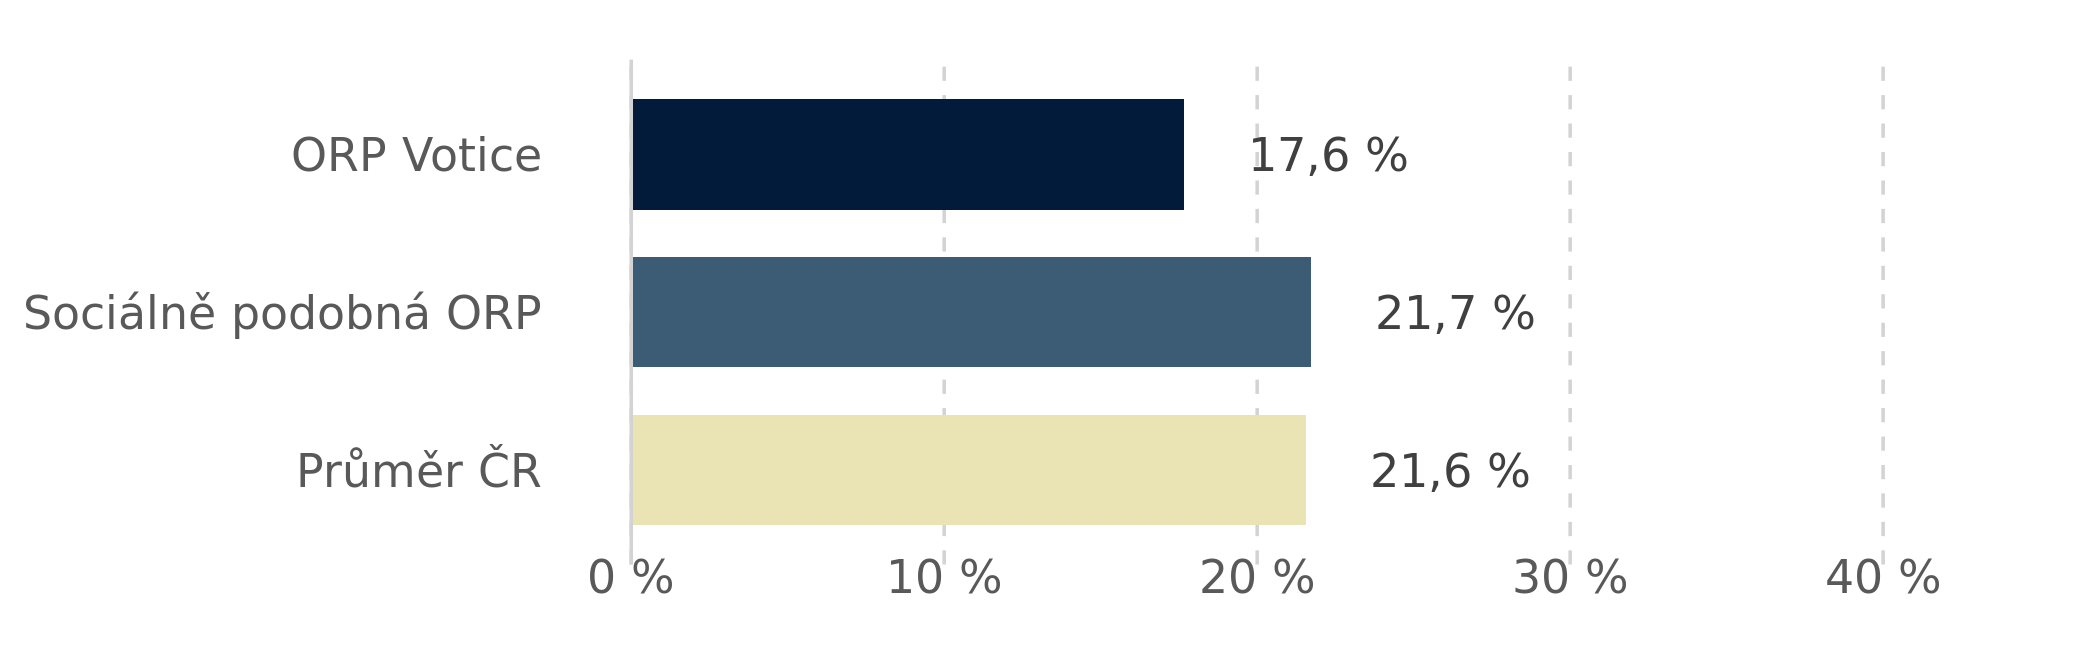 ORP Votice 17,6 %
Sociálně podobná ORP 21,7 %
Průměr ČR 21,6 %
0 % 10 % 20 % 30 % 40 %